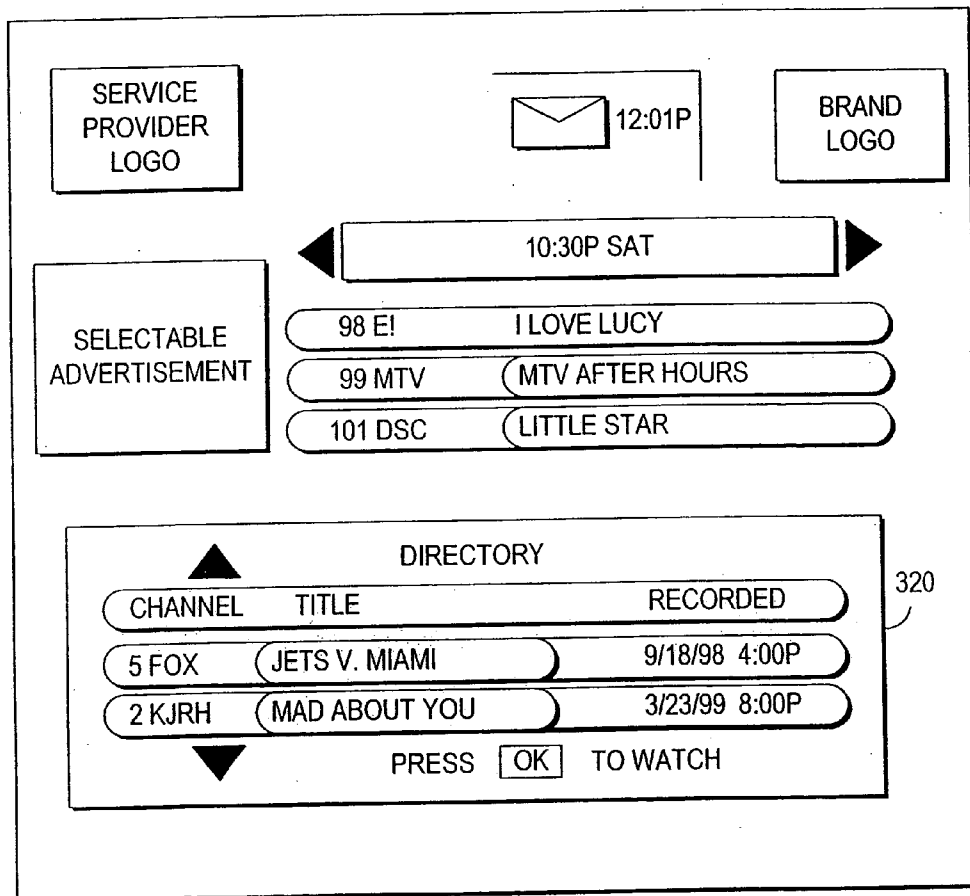 SERVICE
PROVIDER
LOGO
12:01P
BRAND
LOGO
10:30P SAT
SELECTABLE
ADVERTISEMENT
98 E! I LOVE LUCY
99 MTV MTV AFTER HOURS
101 DSC LITTLE STAR
DIRECTORY
CHANNEL TITLE RECORDED
5 FOX JETS V. MIAMI 9/18/98 4:00P
2 KJRH MAD ABOUT YOU 3/23/99 8:00P
PRESS OK TO WATCH
320